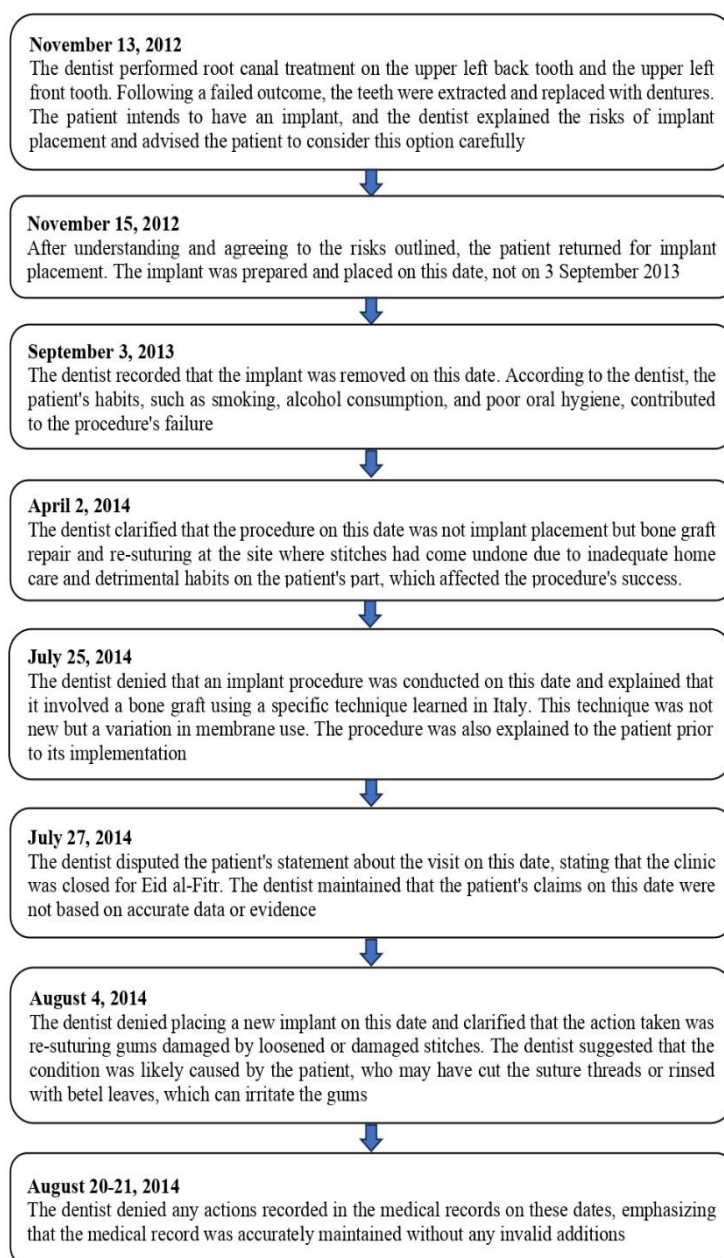 November 13, 2012
The dentist performed root canal treatment on the upper left back tooth and the upper left
front tooth. Following a failed outcome, the teeth were extracted and replaced with dentures.
The patient intends to have an implant, and the dentist explained the risks of implant
placement and advised the patient to consider this option carefully
November 15, 2012
After understanding and agreeing to the risks outlined, the patient returned for implant
placement. The implant was prepared and placed on this date, not on 3 September 2013
September 3, 2013
The dentist recorded that the implant was removed on this date. According to the dentist, the
patient's habits, such as smoking, alcohol consumption, and poor oral hygiene, contributed
to the procedure's failure
April 2, 2014
The dentist clarified that the procedure on this date was not implant placement but bone graft
repair and re-suturing at the site where stitches had come undone due to inadequate home
care and detrimental habits on the patient's part, which affected the procedure's success.
July 25, 2014
The dentist denied that an implant procedure was conducted on this date and explained that
it involved a bone graft using a specific technique learned in Italy. This technique was not
new but a variation in membrane use. The procedure was also explained to the patient prior
to its implementation
July 27, 2014
The dentist disputed the patient's statement about the visit on this date, stating that the clinic
was closed for Eid al-Fitr. The dentist maintained that the patient's claims on this date were
not based on accurate data or evidence
August 4, 2014
The dentist denied placing a new implant on this date and clarified that the action taken was
re-suturing gums damaged by loosened or damaged stitches. The dentist suggested that the
condition was likely caused by the patient, who may have cut the suture threads or rinsed
with betel leaves, which can irritate the gums
August 20-21, 2014
The dentist denied any actions recorded in the medical records on these dates, emphasizing
that the medical record was accurately maintained without any invalid additions